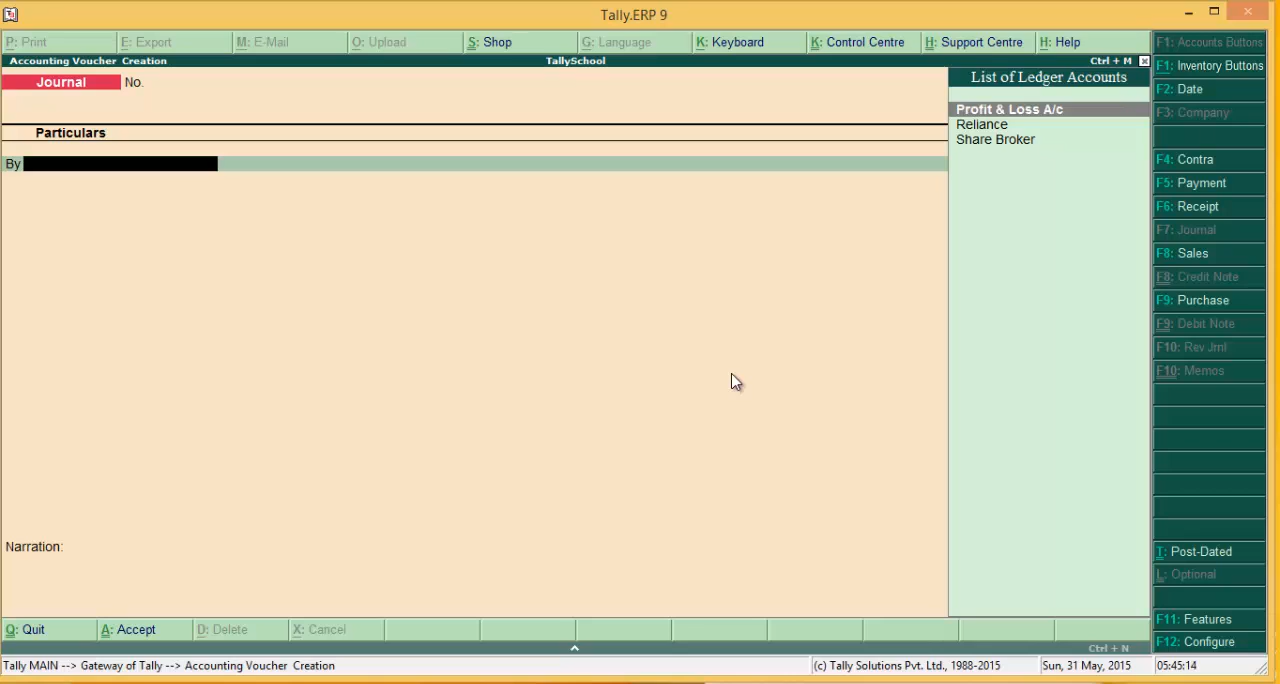 Tally.ERP 9
P: Print E: Export M: E-Mail O: Upload S: Shop G: Language K: Keyboard K: Control Centre H: Support Centre H: Help
Accounting Voucher Creation TallySchool Ctrl + M
Journal No.
Particulars
By
Narration:
List of Ledger Accounts
Profit & Loss A/c
Reliance
Share Broker
F1: Accounts Buttons
F1: Inventory Buttons
F2: Date
F3: Company
F4: Contra
F5: Payment
F6: Receipt
F7: Journal
F8: Sales
F8: Credit Note
F9: Purchase
F9: Debit Note
F10: Rev Jrnl
F10: Memos
T: Post-Dated
L: Optional
F11: Features
F12: Configure
Q: Quit A: Accept D: Delete X: Cancel
Ctrl + N
Tally MAIN --> Gateway of Tally --> Accounting Voucher Creation (c) Tally Solutions Pvt. Ltd., 1988-2015 Sun, 31 May, 2015 05:45:14